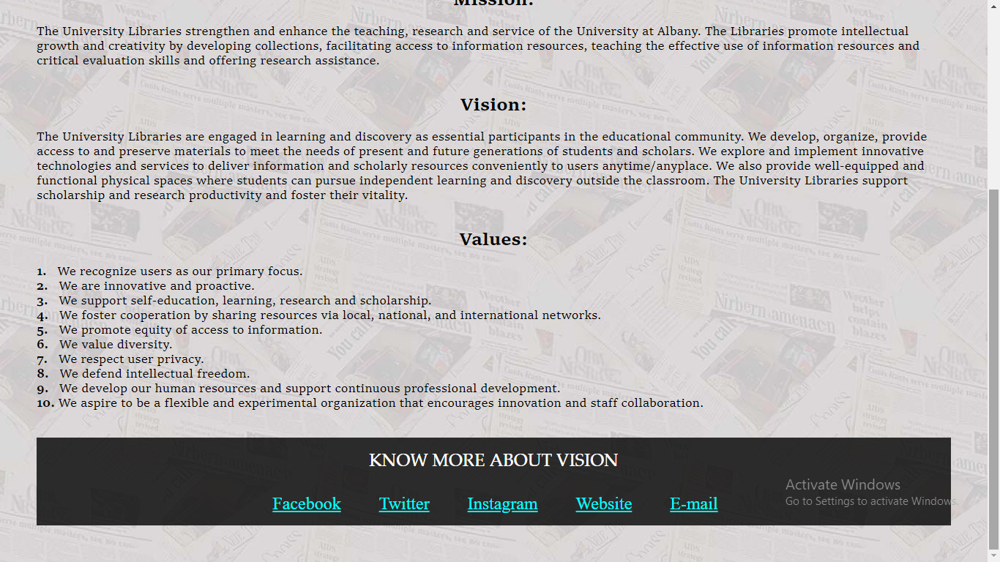 Mission:
The University Libraries strengthen and enhance the teaching, research and service of the University at Albany. The Libraries promote intellectual
growth and creativity by developing collections, facilitating access to information resources, teaching the effective use of information resources and
critical evaluation skills and offering research assistance.
Vision:
The University Libraries are engaged in learning and discovery as essential participants in the educational community. We develop, organize, provide
access to and preserve materials to meet the needs of present and future generations of students and scholars. We explore and implement innovative
technologies and services to deliver information and scholarly resources conveniently to users anytime/anyplace. We also provide well-equipped and
functional physical spaces where students can pursue independent learning and discovery outside the classroom. The University Libraries support
scholarship and research productivity and foster their vitality.
Values:
1. We recognize users as our primary focus.
2. We are innovative and proactive.
3. We support self-education, learning, research and scholarship.
4. We foster cooperation by sharing resources via local, national, and international networks.
5. We promote equity of access to information.
6. We value diversity.
7. We respect user privacy.
8. We defend intellectual freedom.
9. We develop our human resources and support continuous professional development.
10. We aspire to be a flexible and experimental organization that encourages innovation and staff collaboration.
KNOW MORE ABOUT VISION
Facebook Twitter Instagram Website E-mail
Activate Windows
Go to Settings to activate Windows.